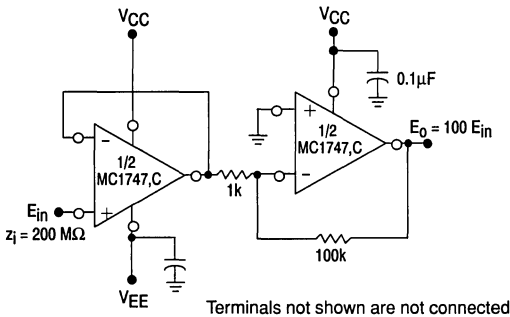 VCC
VCC
0.1μF
+
1/2
MC1747,C
-
Eo = 100 Ein
-
1/2
MC1747,C
+
1k
Ein
zi = 200 MΩ
100k
VEE
Terminals not shown are not connected